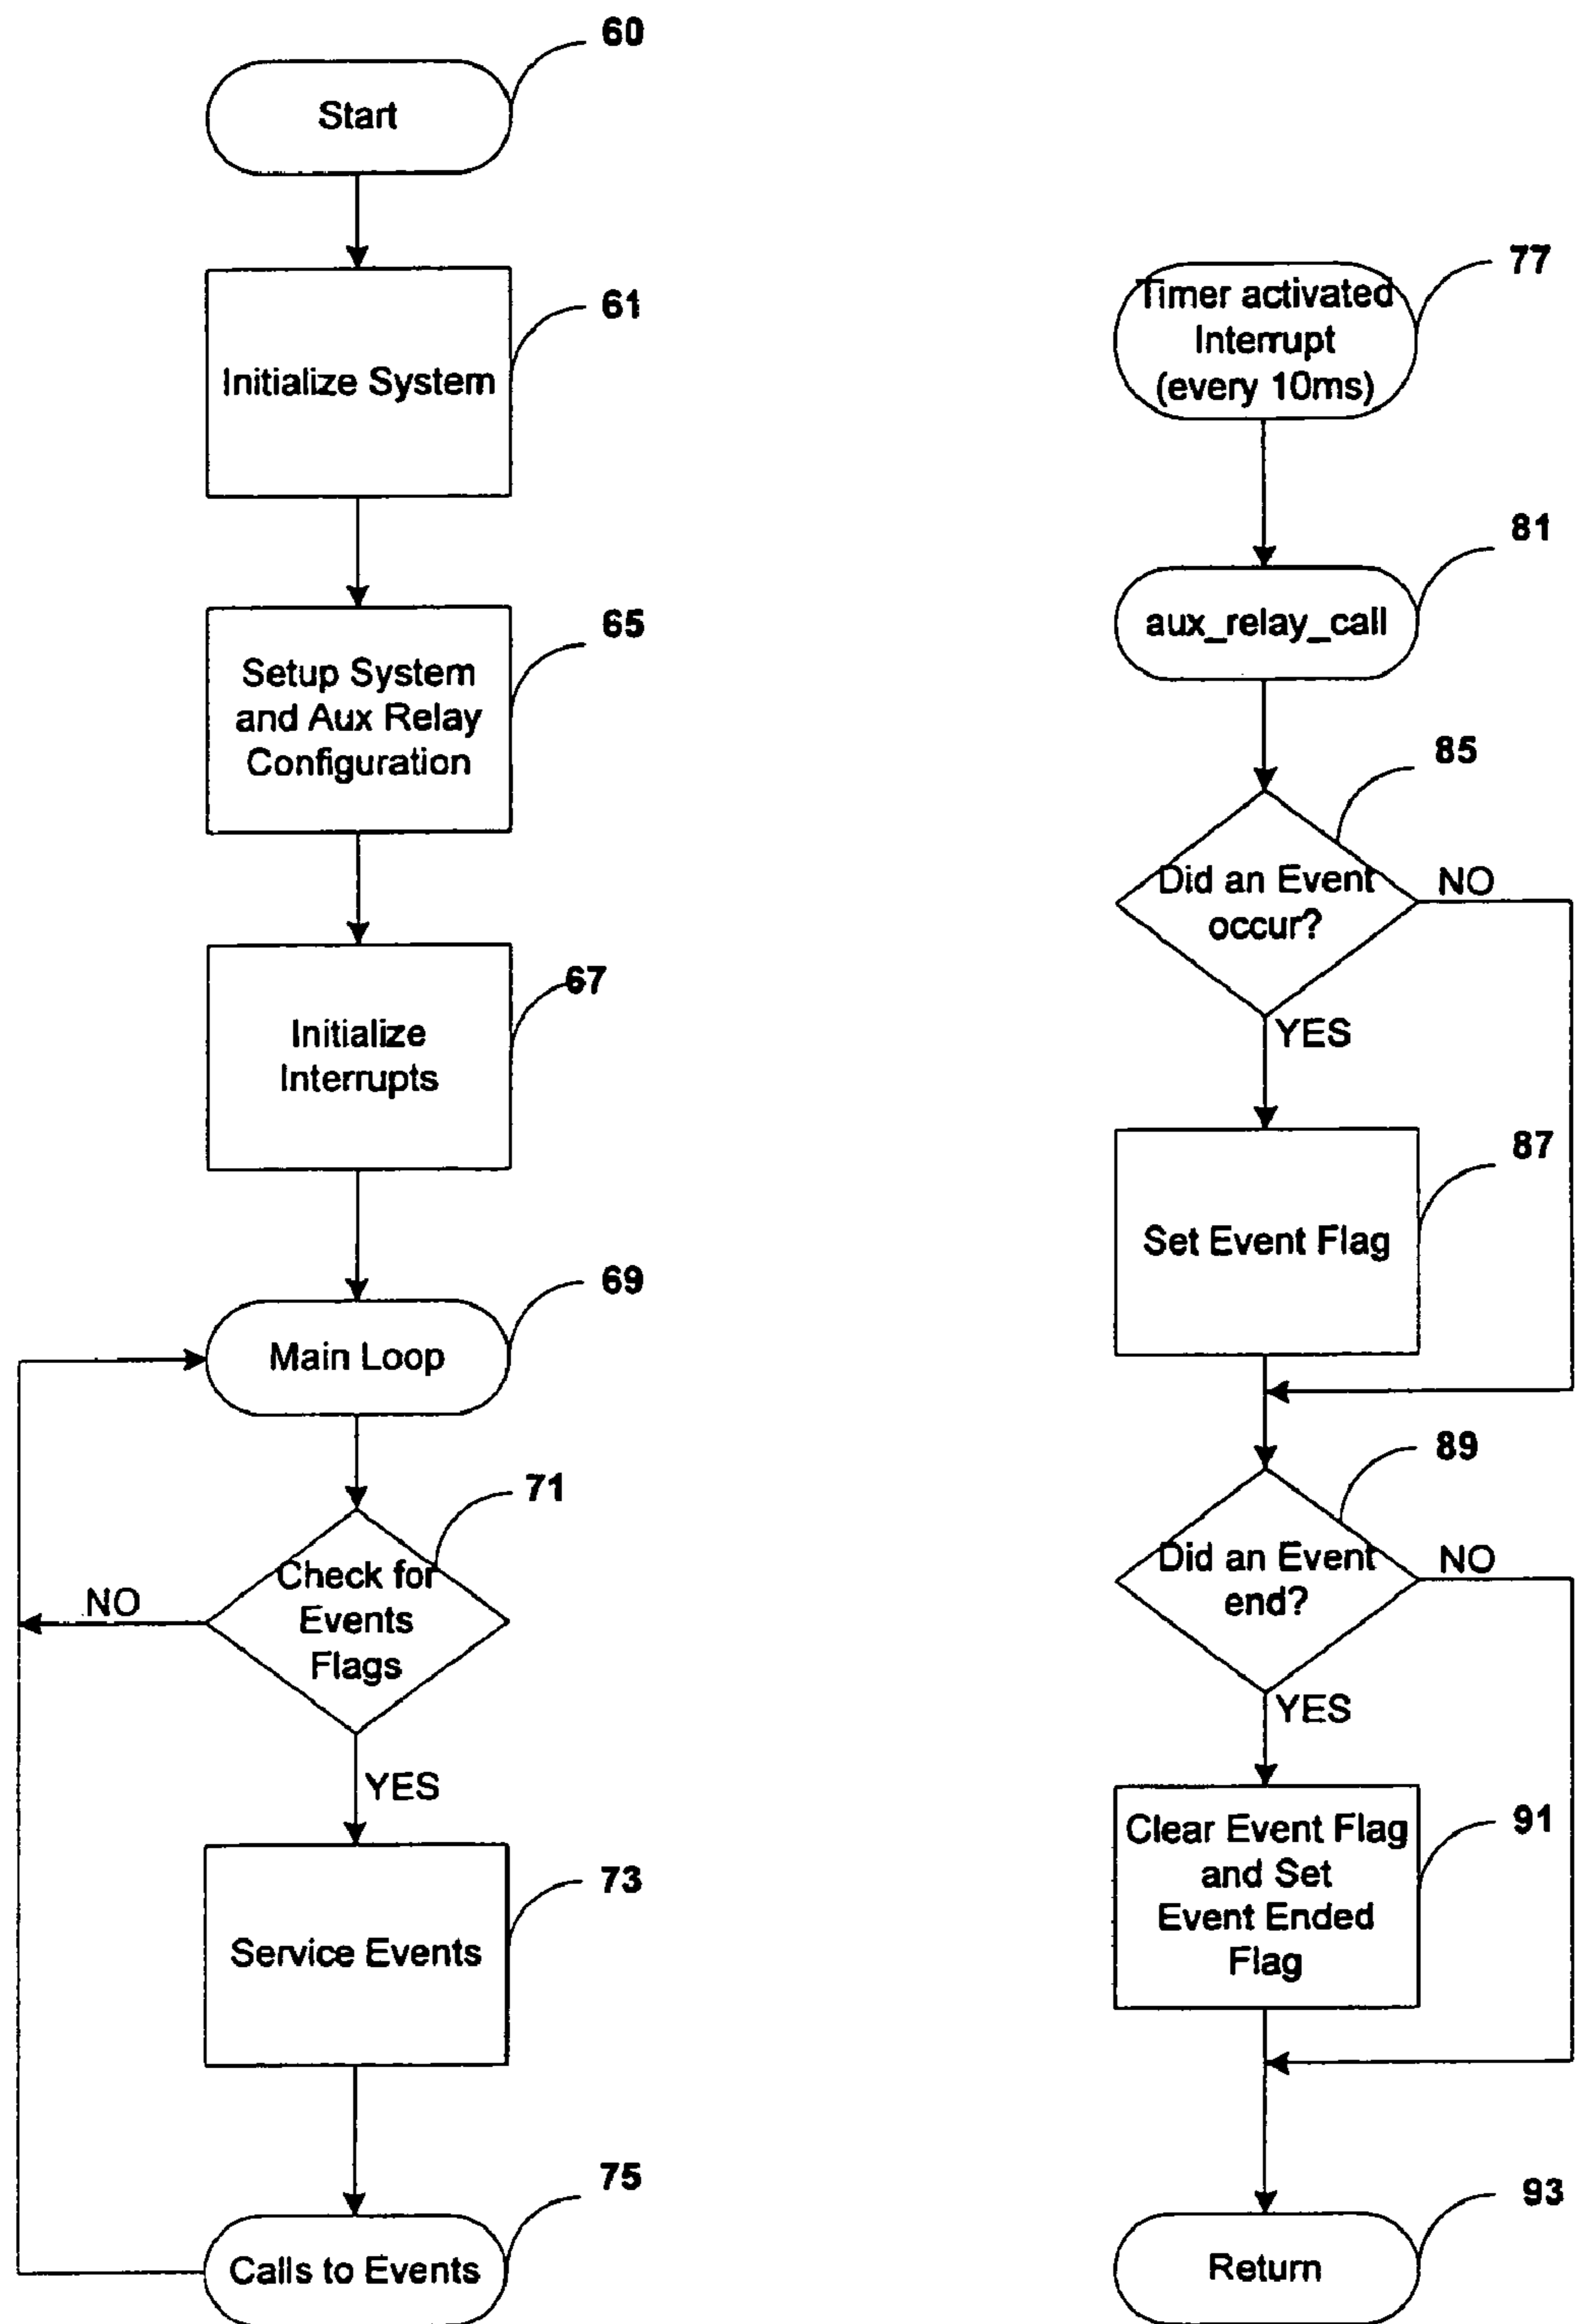 60
Start
61
Initialize System
65
Setup System
and Aux Relay
Configuration
67
Initialize
Interrupts
69
Main Loop
71
Check for
Events
Flags
NO
YES
73
Service Events
75
Calls to Events
77
Timer activated
Interrupt
(every 10ms)
81
aux_relay_call
85
Did an Event
occur?
NO
YES
87
Set Event Flag
89
Did an Event
end?
NO
YES
91
Clear Event Flag
and Set
Event Ended
Flag
93
Return